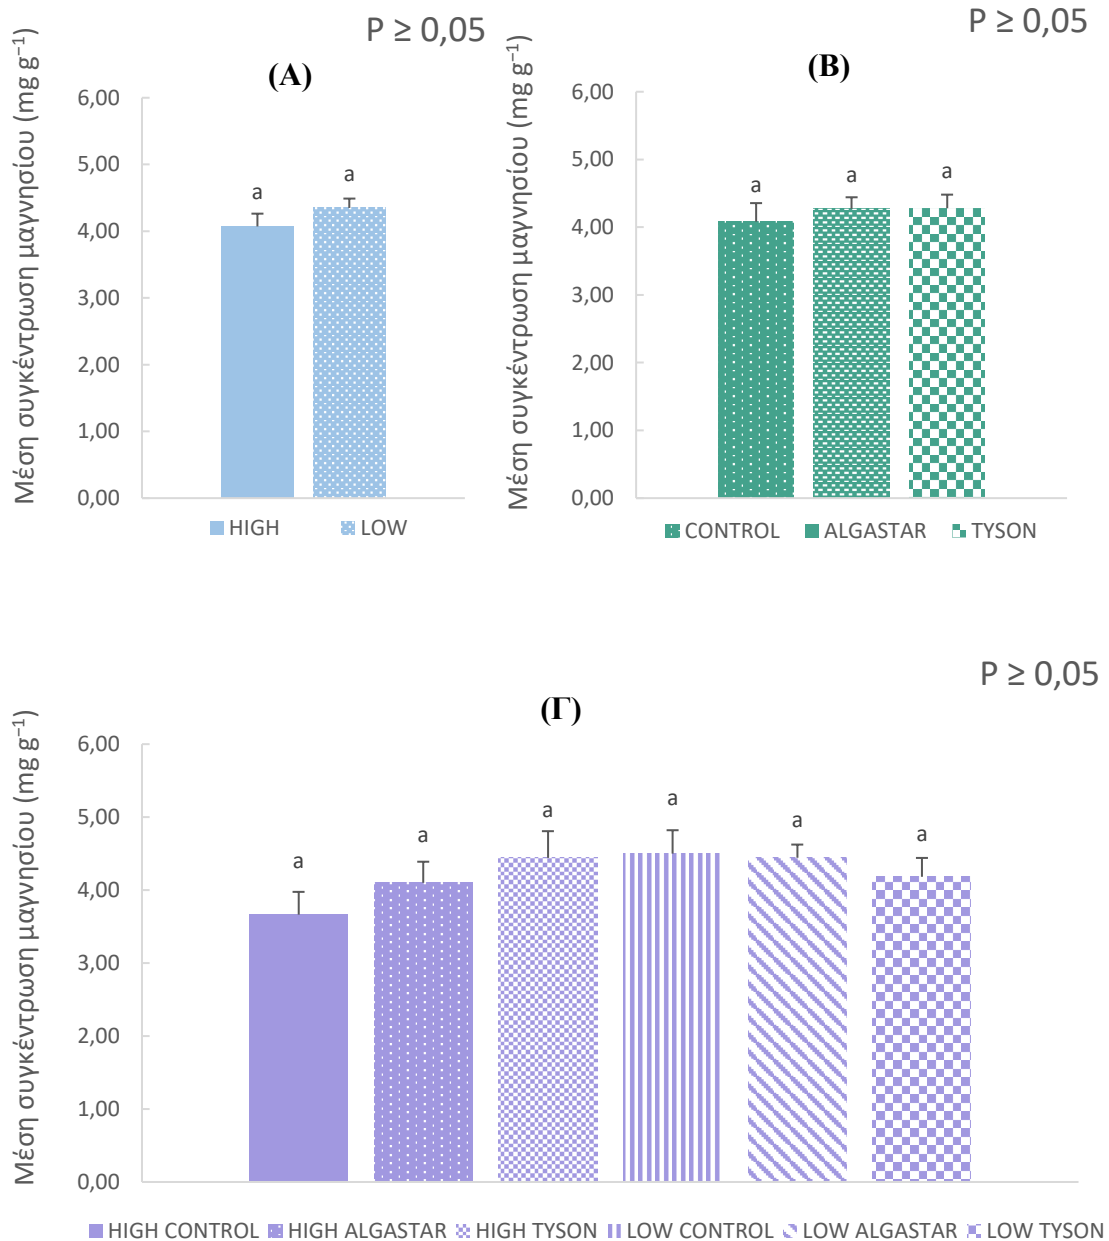 P ≥ 0,05
(Α)
Μέση συγκέντρωση μαγνησίου (mg g⁻¹)
6,00
5,00
4,00
3,00
2,00
1,00
0,00
a
a
HIGH LOW
P ≥ 0,05
(Β)
Μέση συγκέντρωση μαγνησίου (mg g⁻¹)
6,00
5,00
4,00
3,00
2,00
1,00
0,00
a
a
a
CONTROL ALGASTAR TYSON
P ≥ 0,05
(Γ)
Μέση συγκέντρωση μαγνησίου (mg g⁻¹)
6,00
5,00
4,00
3,00
2,00
1,00
0,00
a
a
a
a
a
a
HIGH CONTROL HIGH ALGASTAR HIGH TYSON LOW CONTROL LOW ALGASTAR LOW TYSON